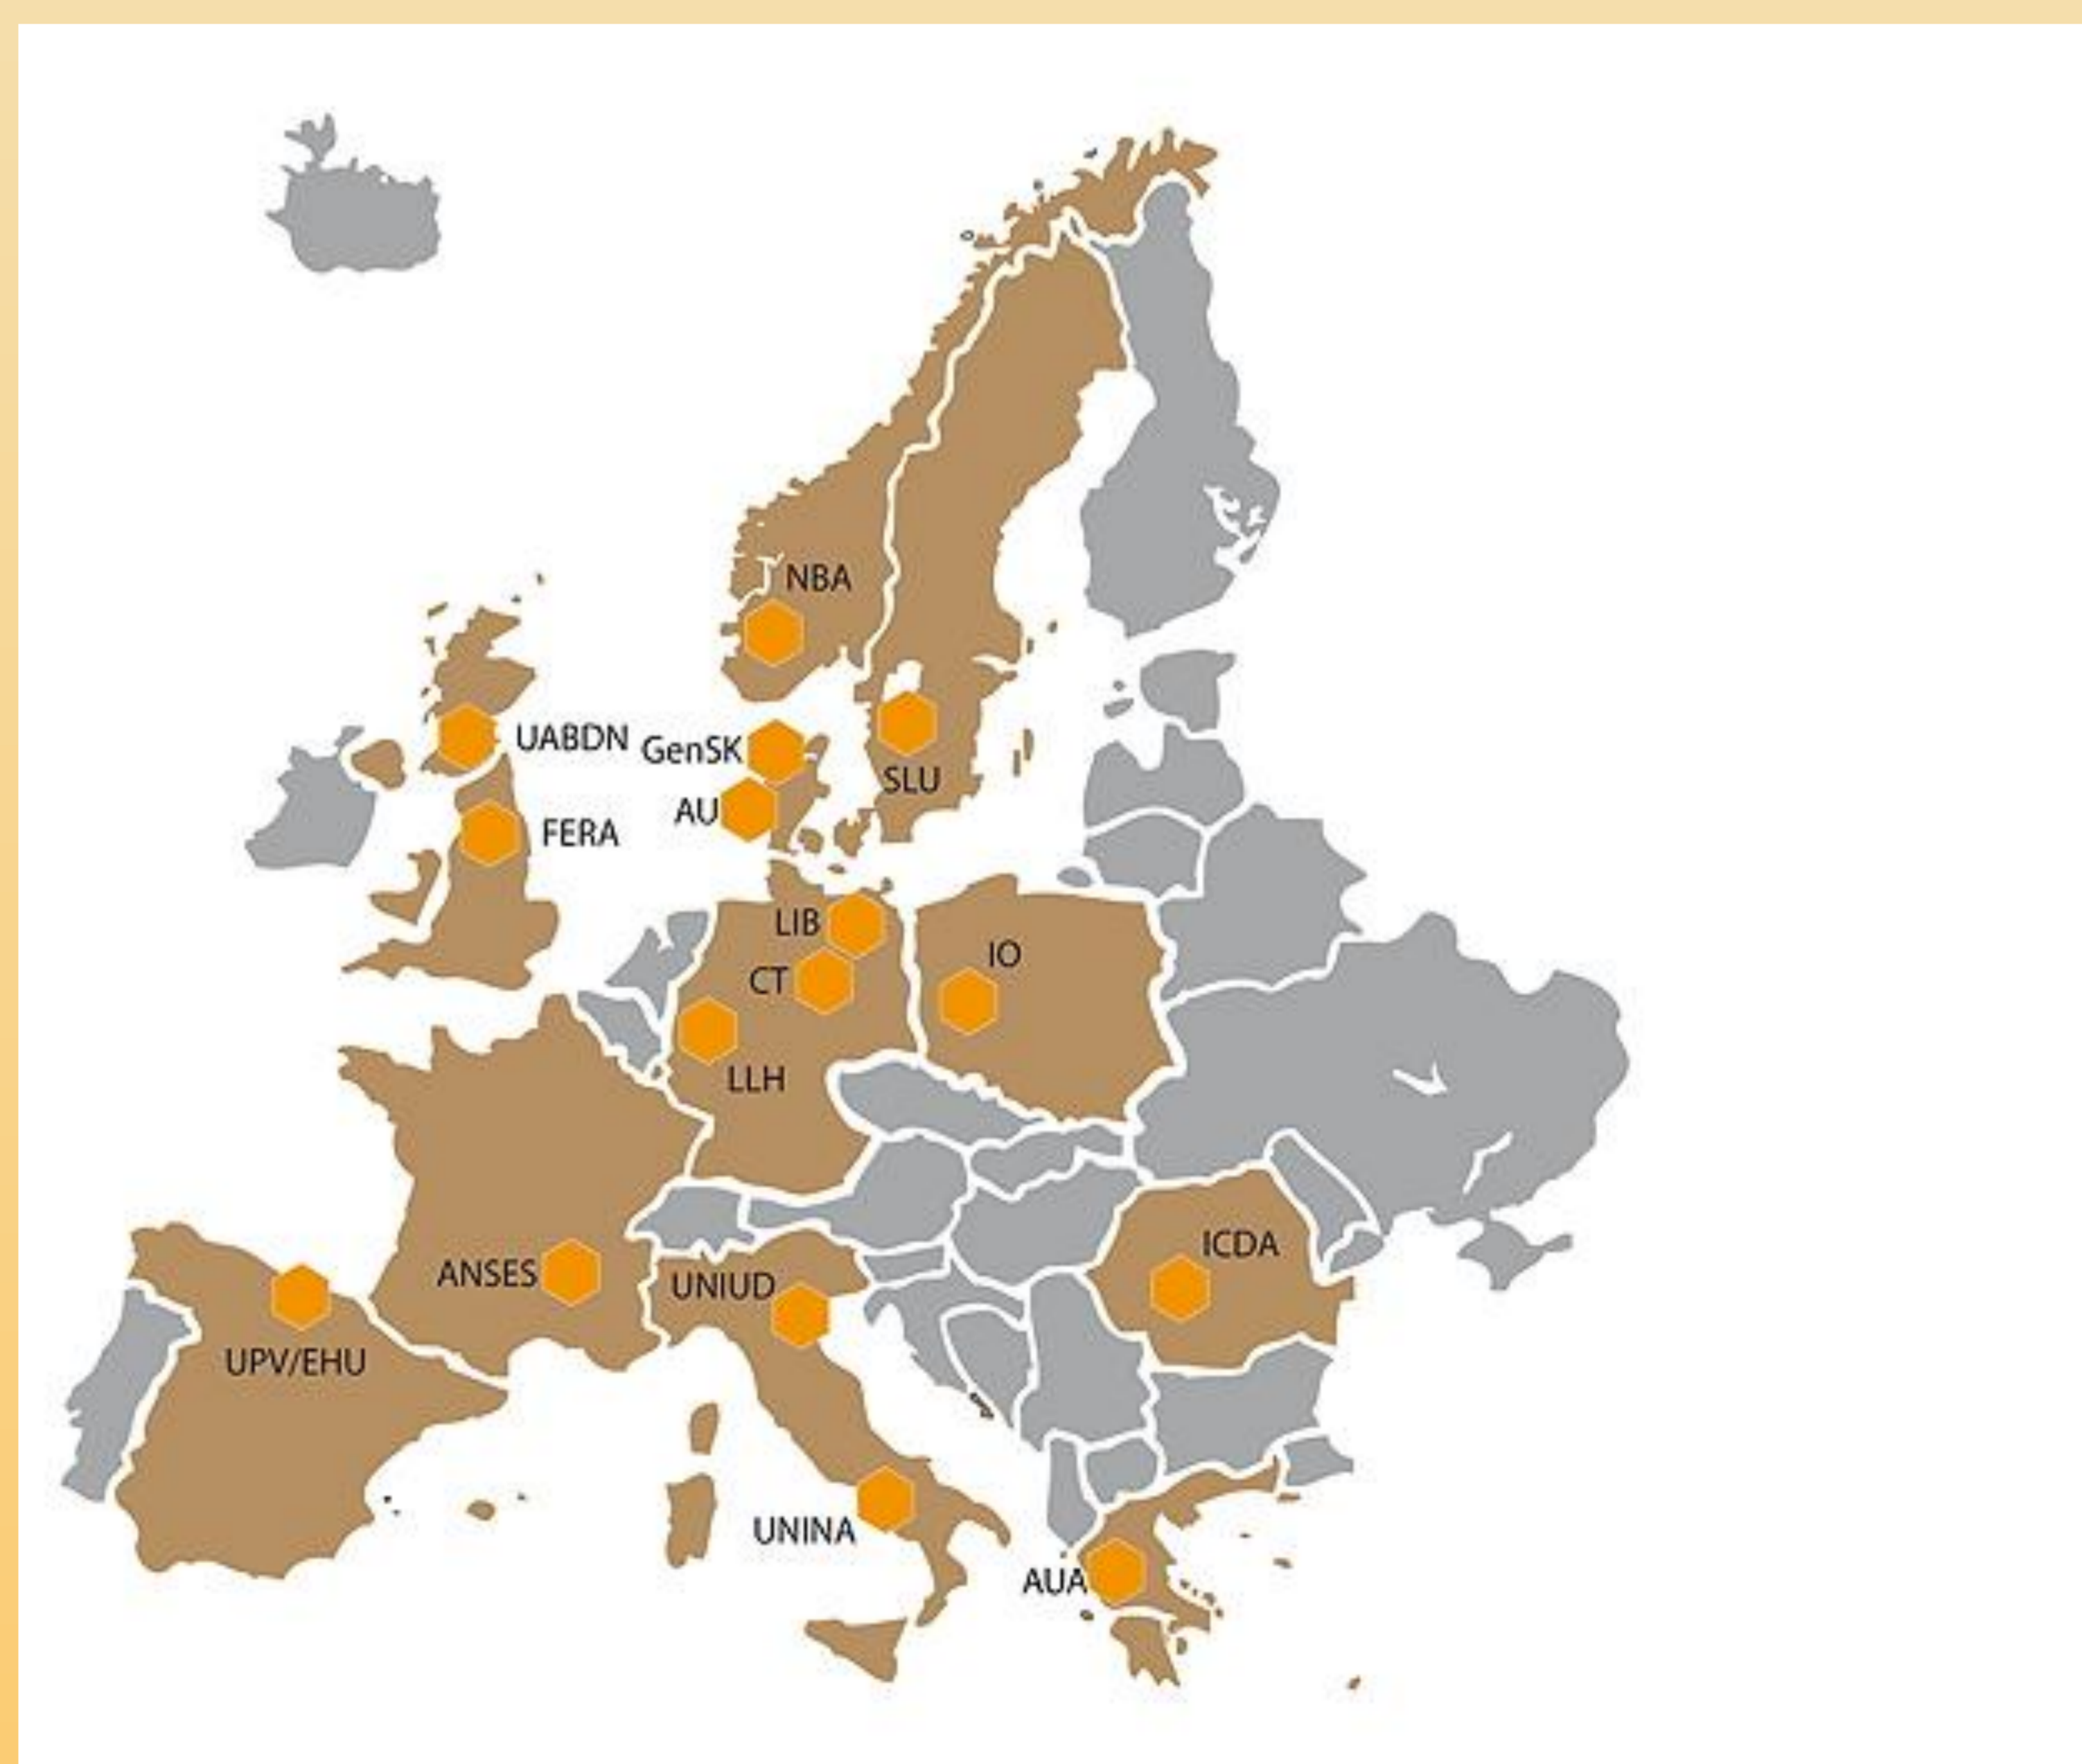 NBA
UABDN
GenSK
SLU
AU
FERA
LIB
IO
CT
LLH
ICDA
ANSES
UNIUD
UPV/EHU
UNINA
AUA